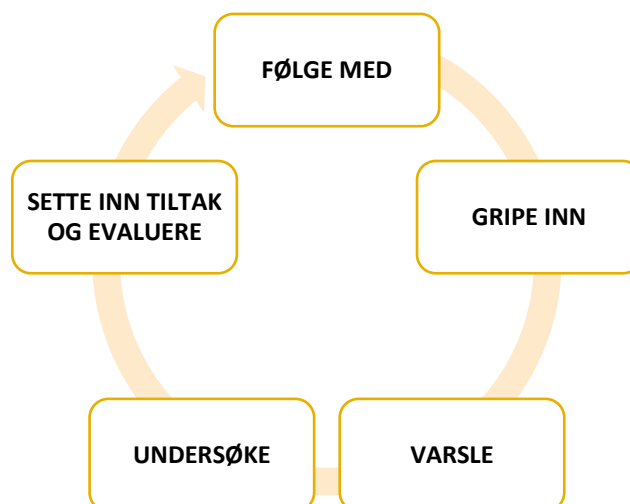 FØLGE MED
GRIPE INN
VARSLE
UNDERSØKE
SETTE INN TILTAK
OG EVALUERE